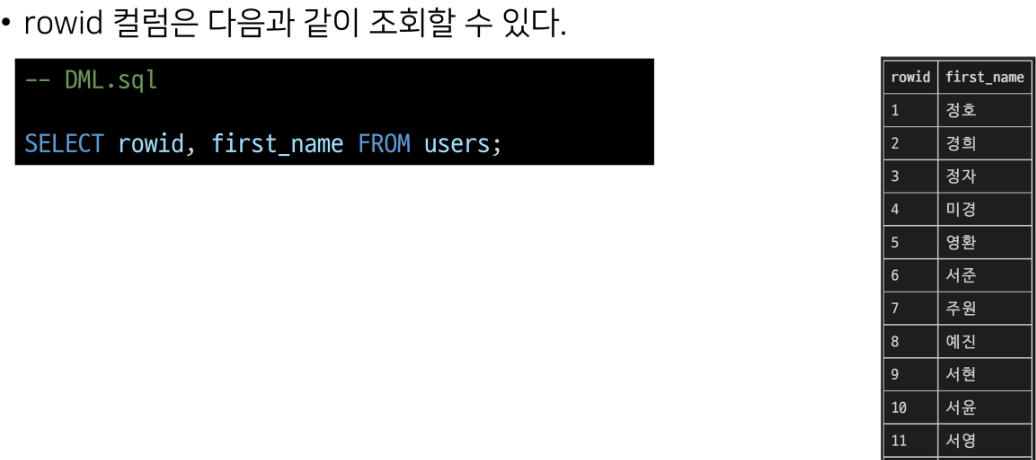 • rowid 컬럼은 다음과 같이 조회할 수 있다.
-- DML.sql
SELECT rowid, first_name FROM users;
rowid first_name
1 정호
2 경희
3 정자
4 미경
5 영환
6 서준
7 주원
8 예진
9 서현
10 서윤
11 서영